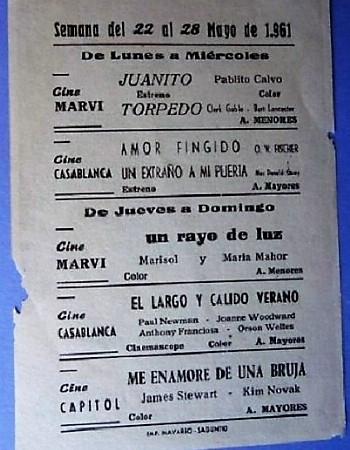 Semana del 22 al 28 Mayo de 1.961
De Lunes a Miércoles
Cine MARVI
JUANITO Pablito Calvo
Estreno Color
TORPEDO Clark Gable - Burt Lancaster
A. MENORES
Cine CASABLANCA
AMOR FINGIDO O. W. FISCHER
UN EXTRAÑO A MI PUERTA Mac Donald
Estreno A. Mayores
De Jueves a Domingo
Cine MARVI
un rayo de luz
Marisol y María Mahor
Color A. Menores
Cine CASABLANCA
EL LARGO Y CALIDO VERANO
Paul Newman - Joanne Woodward
Anthony Franciosa - Orson Welles
Cinemascope Color A. Mayores
Cine CAPITOL
ME ENAMORE DE UNA BRUJA
James Stewart - Kim Novak
Color A. MAYORES
IMP. NAVARRO - SAGUNTO